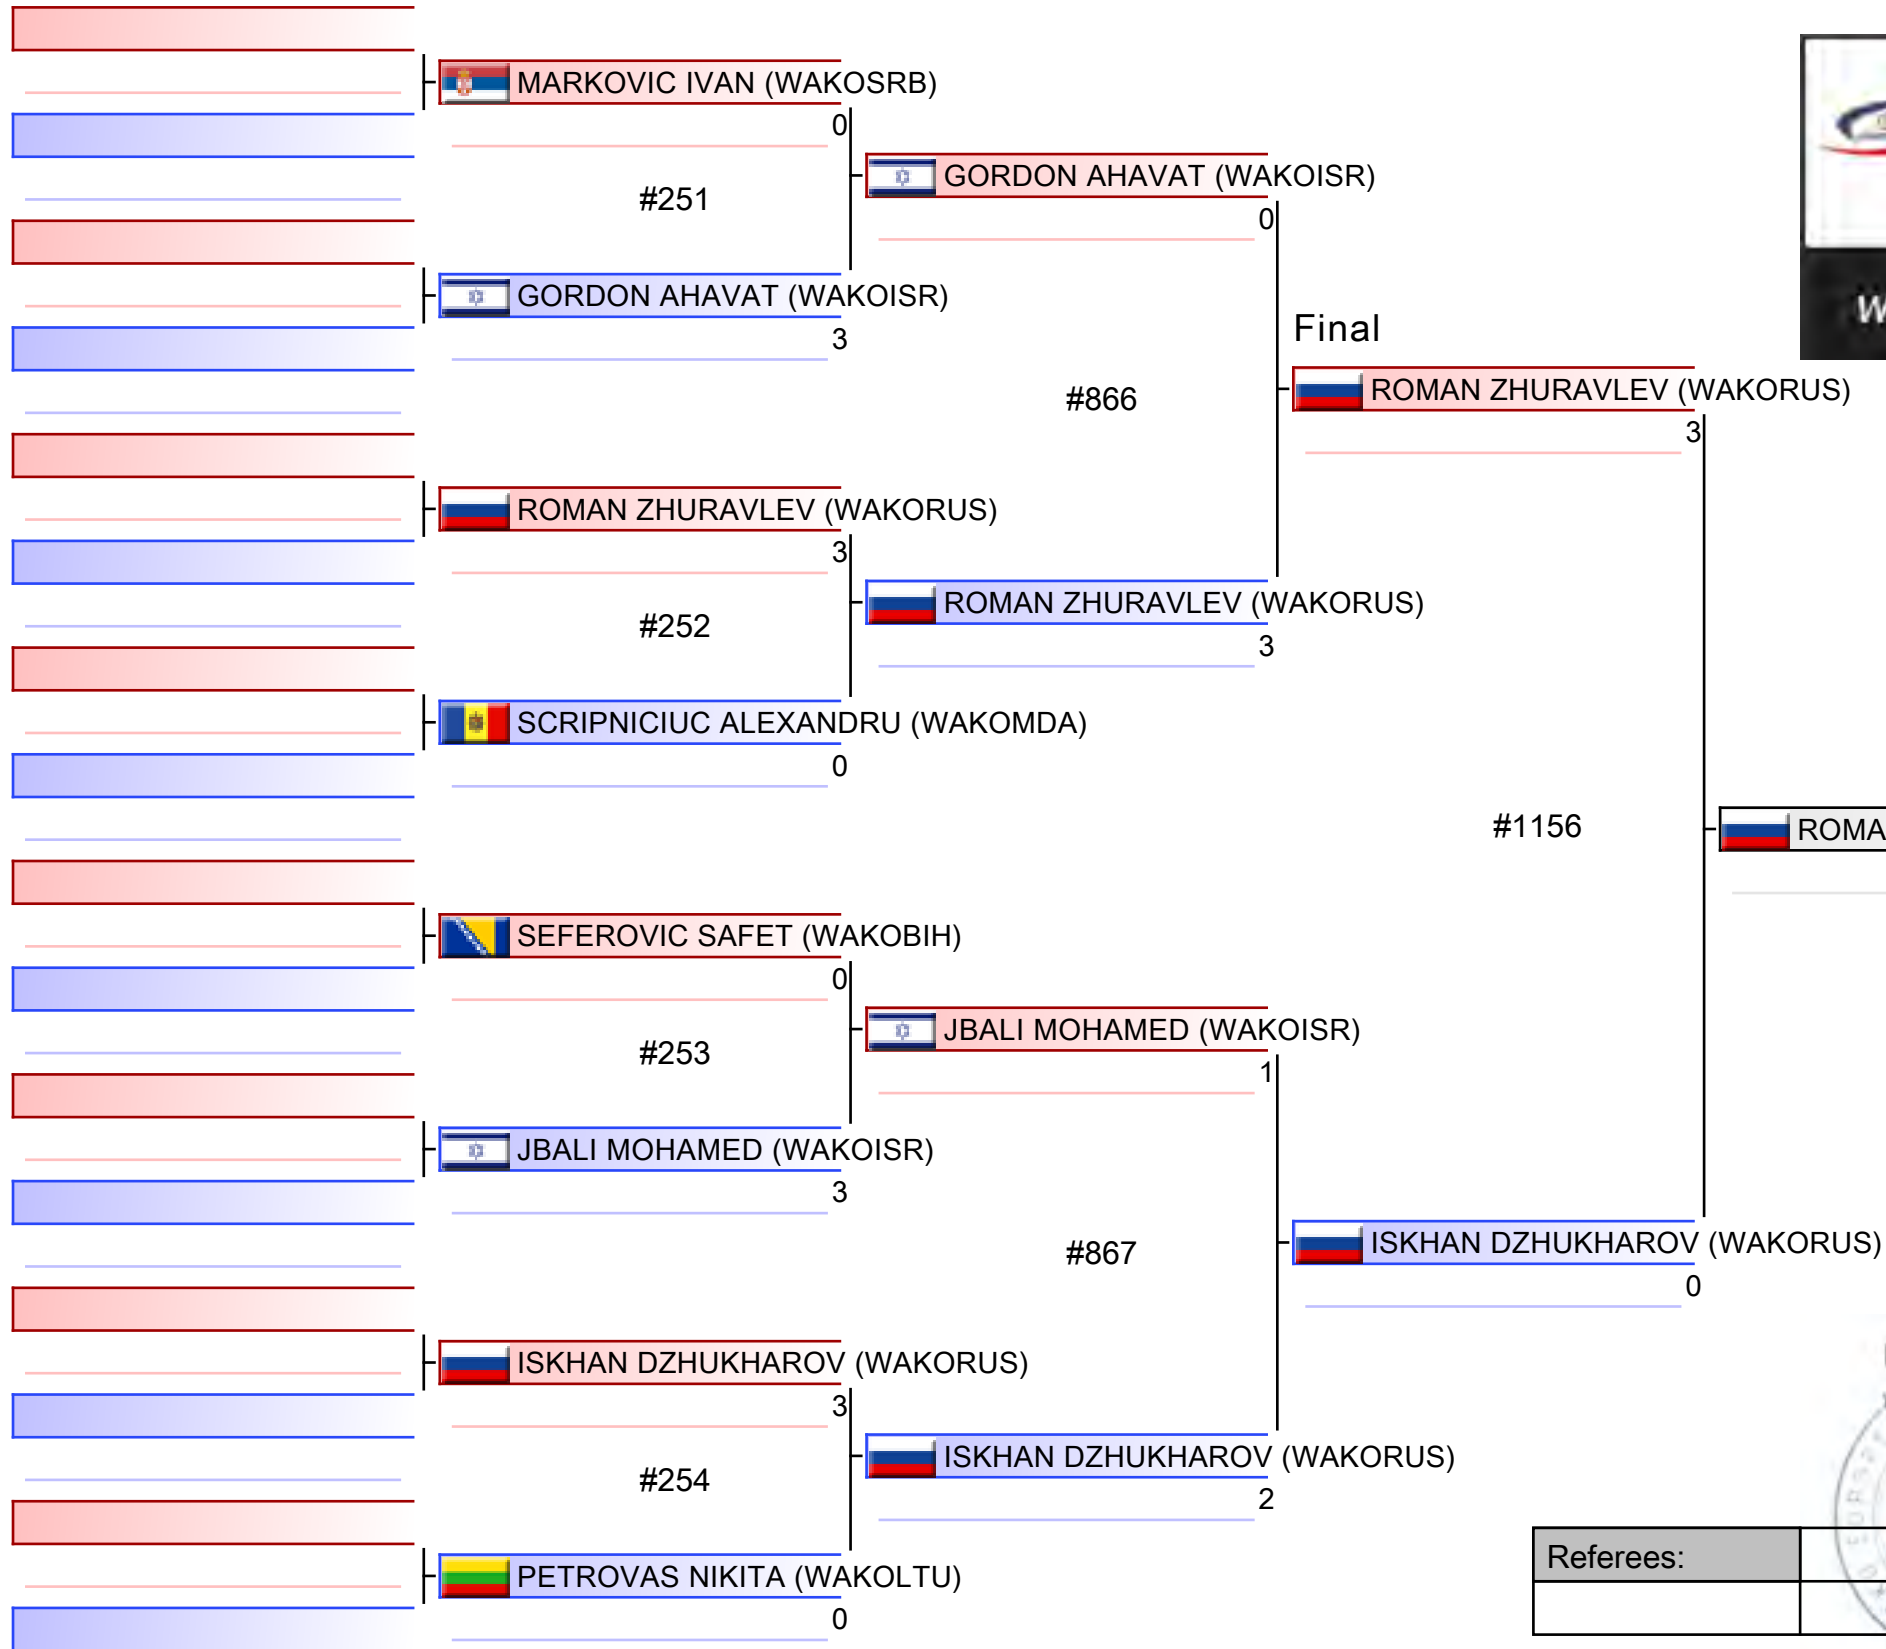 MARKOVIC IVAN (WAKOSRB)
0
#251
GORDON AHAVAT (WAKOISR)
3
ROMAN ZHURAVLEV (WAKORUS)
3
#252
SCRIPNICIUC ALEXANDRU (WAKOMDA)
0
SEFEROVIC SAFET (WAKOBIH)
0
#253
JBALI MOHAMED (WAKOISR)
3
ISKHAN DZHUKHAROV (WAKORUS)
3
#254
PETROVAS NIKITA (WAKOLTU)
0
GORDON AHAVAT (WAKOISR)
0
#866
ROMAN ZHURAVLEV (WAKORUS)
3
JBALI MOHAMED (WAKOISR)
1
#867
ISKHAN DZHUKHAROV (WAKORUS)
2
Final
ROMAN ZHURAVLEV (WAKORUS)
3
#1156
ISKHAN DZHUKHAROV (WAKORUS)
0
ROMA
W
Referees: